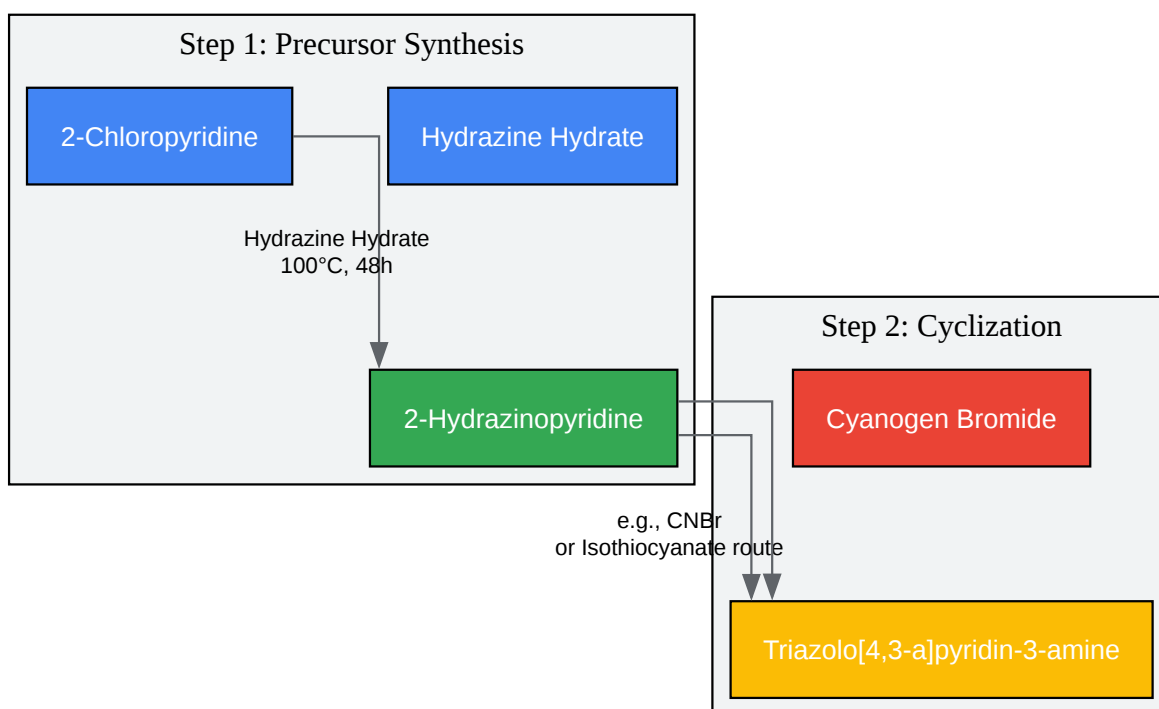 Step 1: Precursor Synthesis
2-Chloropyridine
Hydrazine Hydrate
Hydrazine Hydrate
100°C, 48h
2-Hydrazinopyridine
Step 2: Cyclization
Cyanogen Bromide
e.g., CNBr
or Isothiocyanate route
Triazolo[4,3-a]pyridin-3-amine